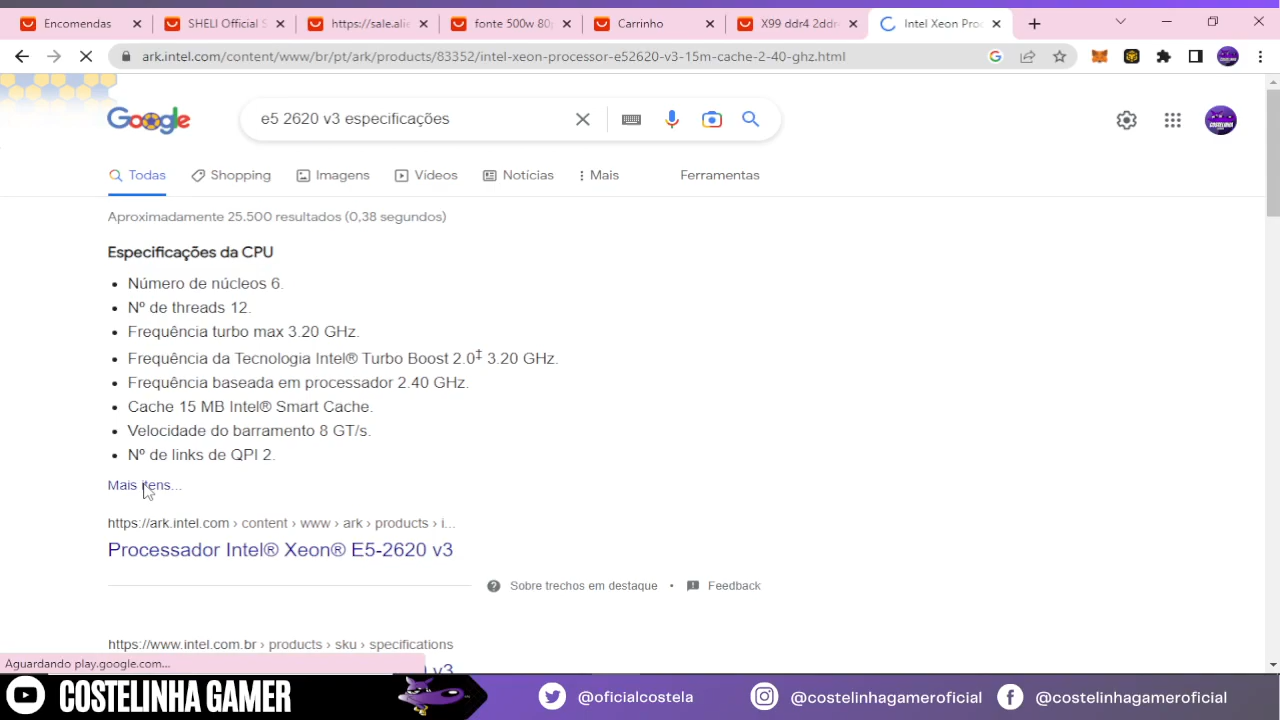 Encomendas
SHELI Official S
https://sale.alie
fonte 500w 80p
Carrinho
X99 ddr4 2ddr
Intel Xeon Proc
ark.intel.com/content/www/br/pt/ark/products/83352/intel-xeon-processor-e52620-v3-15m-cache-2-40-ghz.html
Google
e5 2620 v3 especificações
COSTELINHA
Todas
Shopping
Imagens
Vídeos
Notícias
Mais
Ferramentas
Aproximadamente 25.500 resultados (0,38 segundos)
Especificações da CPU
Número de núcleos 6.
Nº de threads 12.
Frequência turbo max 3.20 GHz.
Frequência da Tecnologia Intel® Turbo Boost 2.0‡ 3.20 GHz.
Frequência baseada em processador 2.40 GHz.
Cache 15 MB Intel® Smart Cache.
Velocidade do barramento 8 GT/s.
Nº de links de QPI 2.
Mais itens...
https://ark.intel.com › content › www › ark › products › i...
Processador Intel® Xeon® E5-2620 v3
Sobre trechos em destaque • Feedback
https://www.intel.com.br › products › sku › specifications
v3
Aguardando play.google.com...
COSTELINHA GAMER
@oficialcostela
@costelinhagameroficial
@costelinhagameroficial